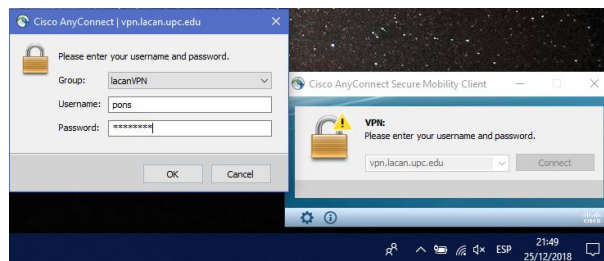 Cisco AnyConnect | vpn.lacan.upc.edu
Please enter your username and password.
Group: lacanVPN
Username: pons
Password: ********
OK Cancel
Cisco AnyConnect Secure Mobility Client
VPN:
Please enter your username and password.
vpn.lacan.upc.edu Connect
CISCO
ESP 21:49
25/12/2018